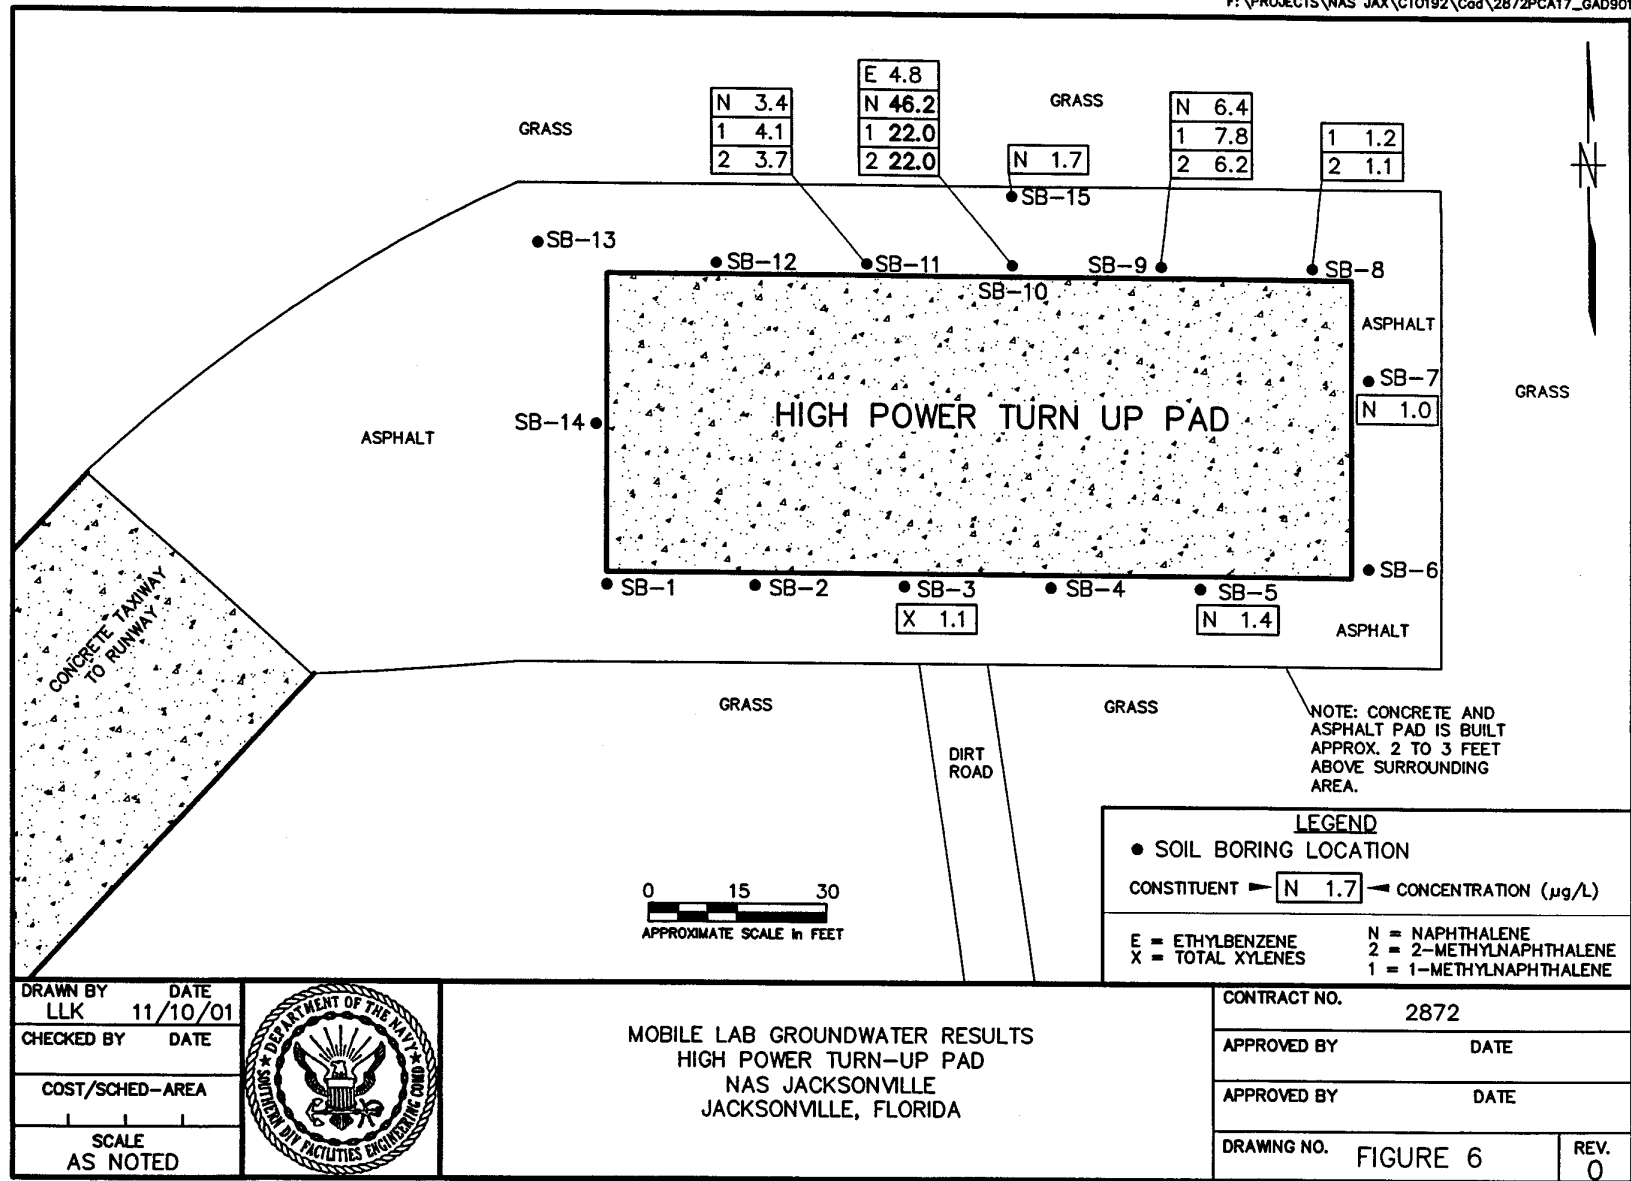 F:\PROJECTS\NAS JAX\CTO192\Cad\2872PCA17_GAD901
E 4.8
N 46.2
1 22.0
2 22.0
N 3.4
1 4.1
2 3.7
GRASS
GRASS
N 6.4
1 7.8
2 6.2
1 1.2
2 1.1
N 1.7
N
SB-15
SB-13
SB-12
SB-11
SB-10
SB-9
SB-8
ASPHALT
SB-7
N 1.0
GRASS
HIGH POWER TURN UP PAD
SB-14
ASPHALT
SB-6
SB-1
SB-2
SB-3
X 1.1
SB-4
SB-5
N 1.4
ASPHALT
CONCRETE TAXIWAY
TO RUNWAY
GRASS
GRASS
DIRT
ROAD
NOTE: CONCRETE AND
ASPHALT PAD IS BUILT
APPROX. 2 TO 3 FEET
ABOVE SURROUNDING
AREA.
0 15 30
APPROXIMATE SCALE in FEET
LEGEND
SOIL BORING LOCATION
CONSTITUENT N 1.7 CONCENTRATION (µg/L)
E = ETHYLBENZENE
X = TOTAL XYLENES
N = NAPHTHALENE
2 = 2-METHYLNAPHTHALENE
1 = 1-METHYLNAPHTHALENE
DRAWN BY DATE
LLK 11/10/01
CHECKED BY DATE
COST/SCHED-AREA
SCALE
AS NOTED
DEPARTMENT OF THE NAVY
SOUTHERN DIV FACILITIES ENGINEERING COMD
MOBILE LAB GROUNDWATER RESULTS
HIGH POWER TURN-UP PAD
NAS JACKSONVILLE
JACKSONVILLE, FLORIDA
CONTRACT NO.
2872
APPROVED BY DATE
APPROVED BY DATE
DRAWING NO. FIGURE 6
REV.
0